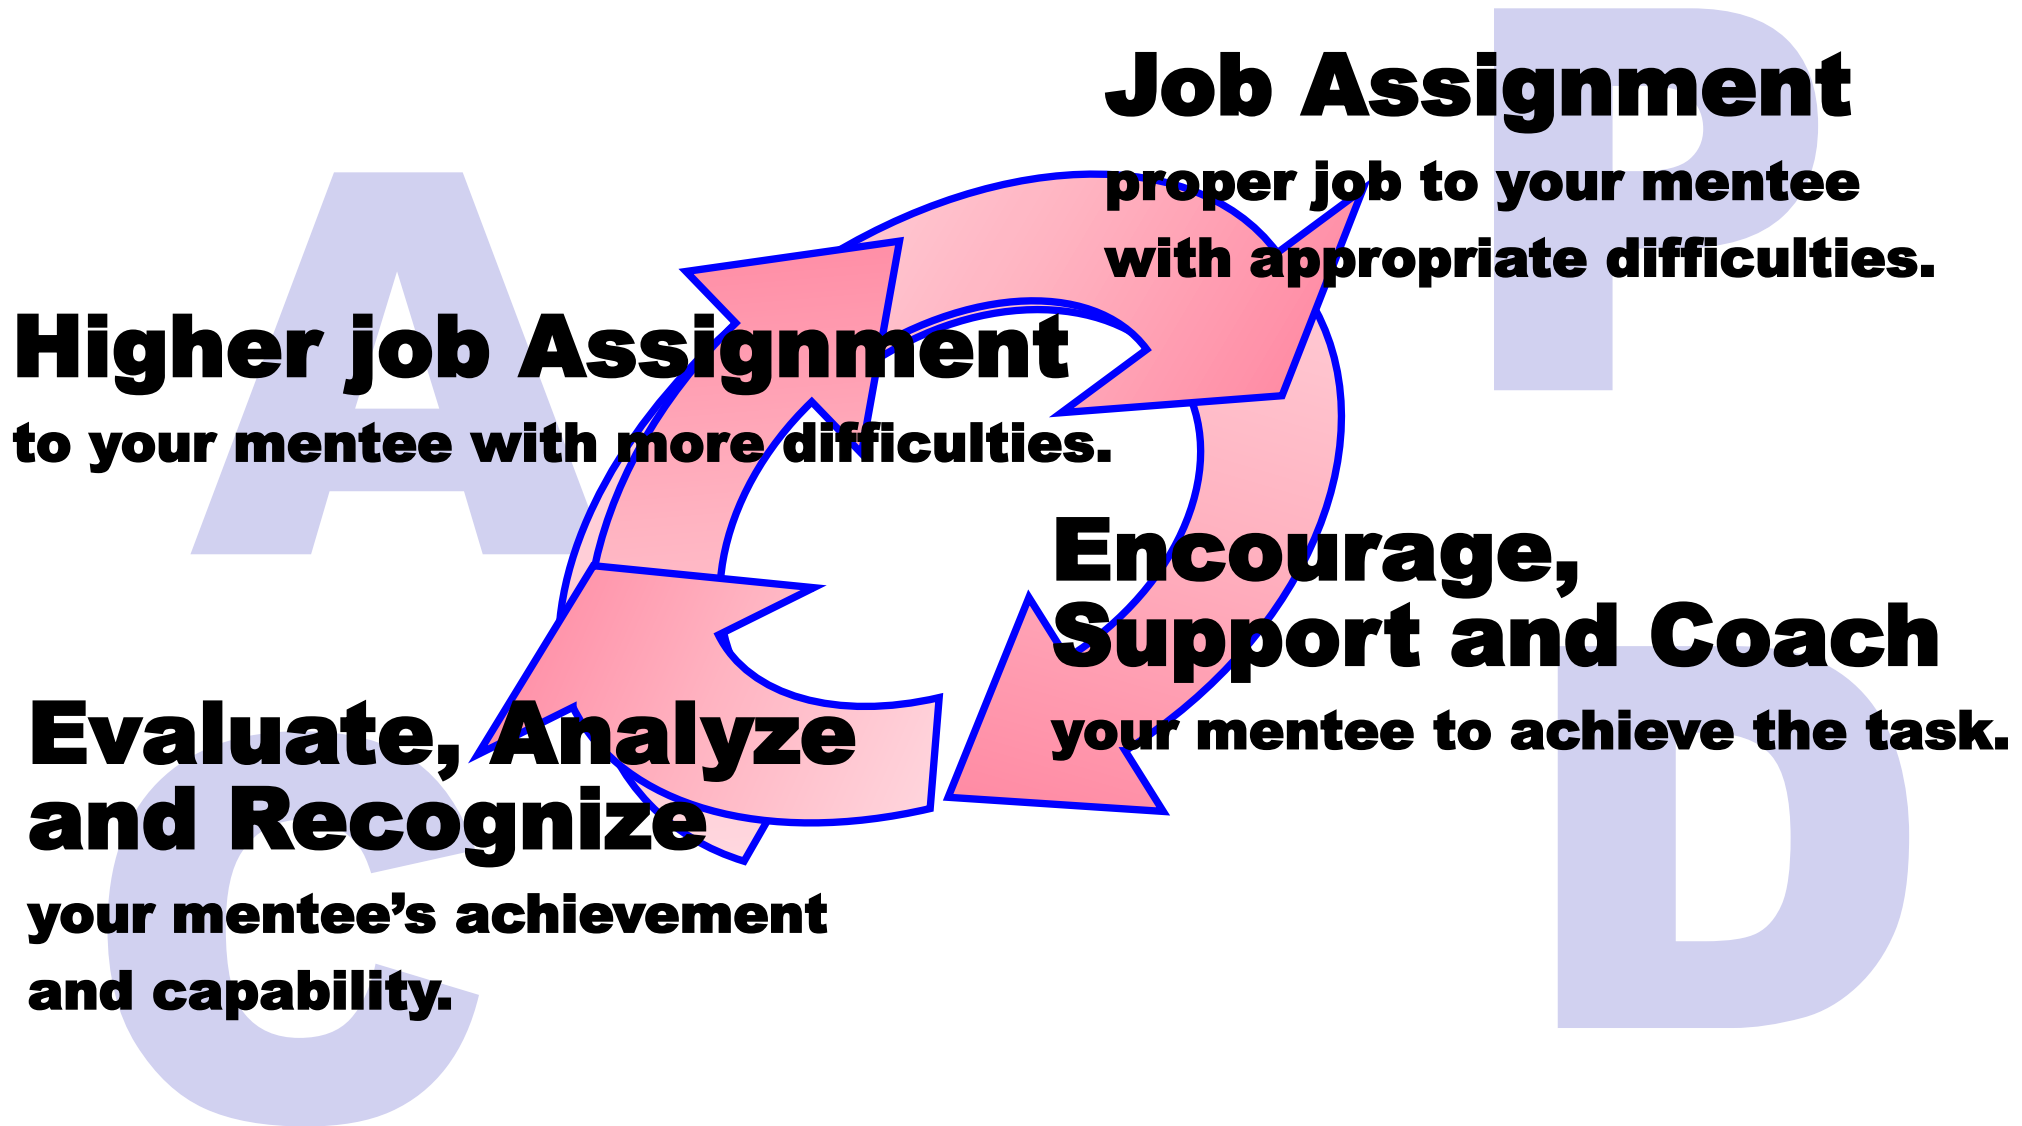 P
Job Assignment
proper job to your mentee
with appropriate difficulties.
D
Encourage,
Support and Coach
your mentee to achieve the task.
C
Evaluate, Analyze
and Recognize
your mentee’s achievement
and capability.
A
Higher job Assignment
to your mentee with more difficulties.